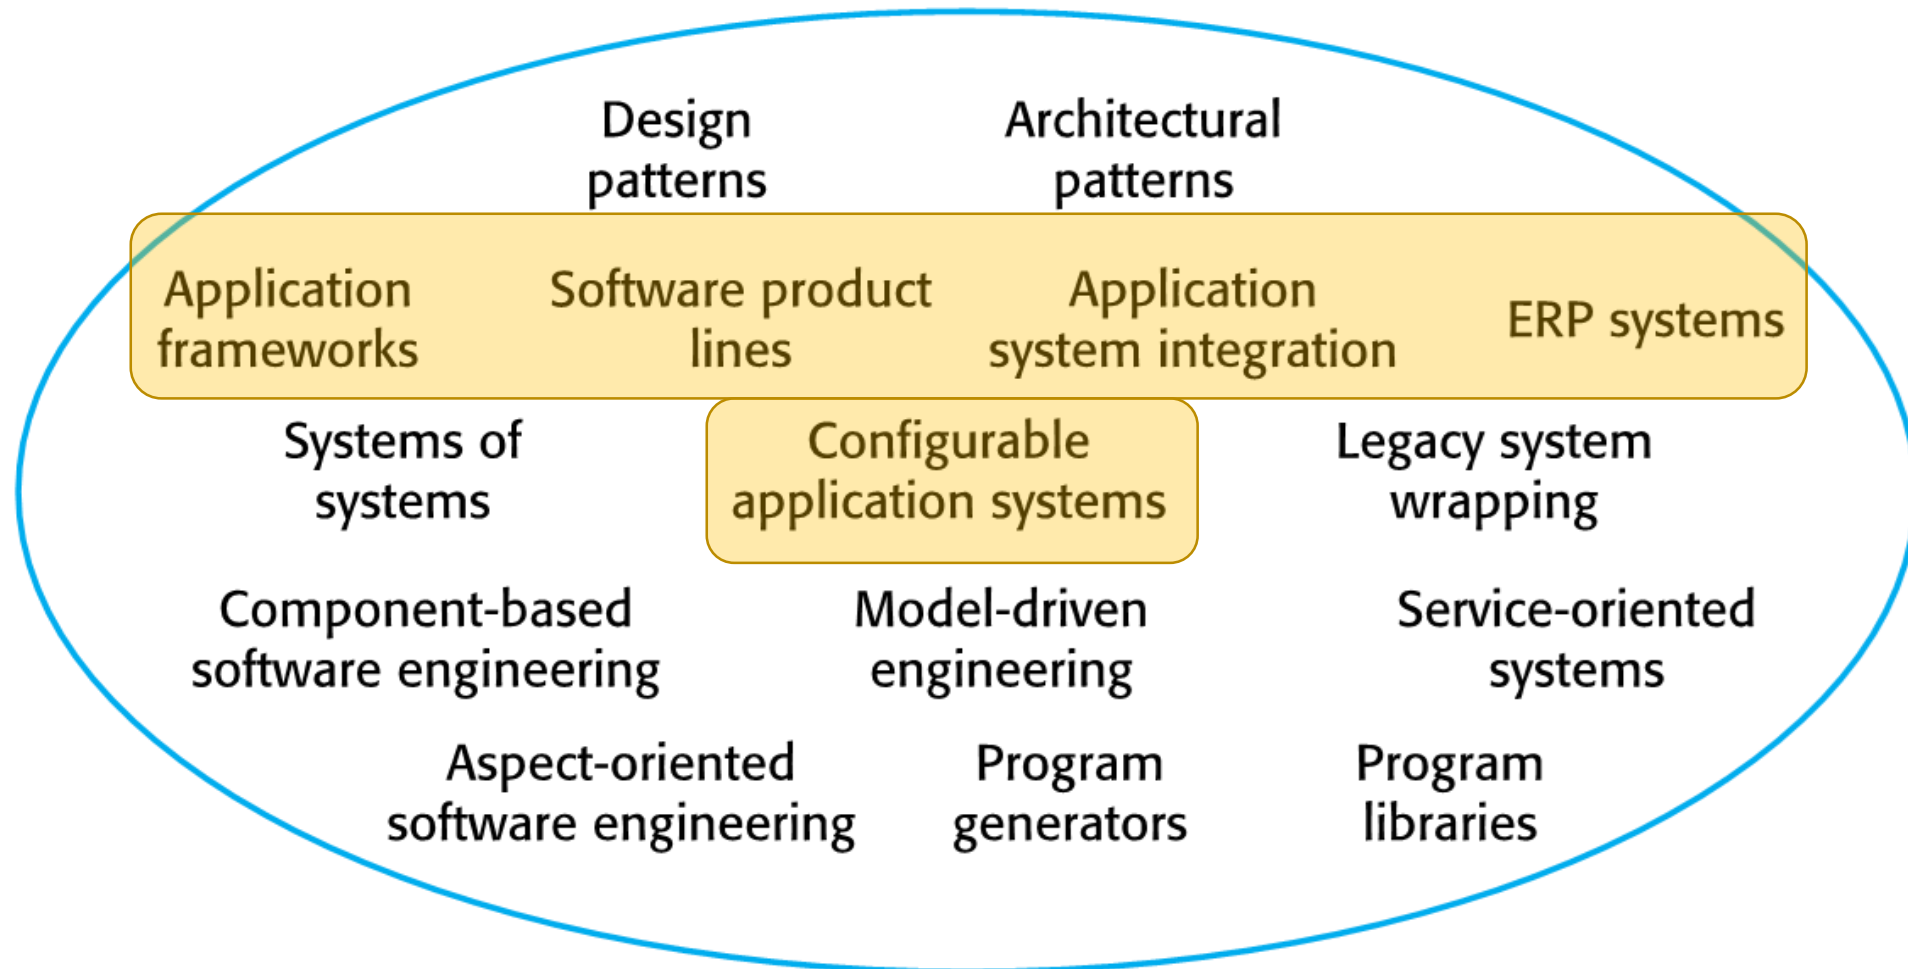 Design
patterns
Architectural
patterns
Application
frameworks
Software product
lines
Application
system integration
ERP systems
Systems of
systems
Configurable
application systems
Legacy system
wrapping
Component-based
software engineering
Model-driven
engineering
Service-oriented
systems
Aspect-oriented
software engineering
Program
generators
Program
libraries